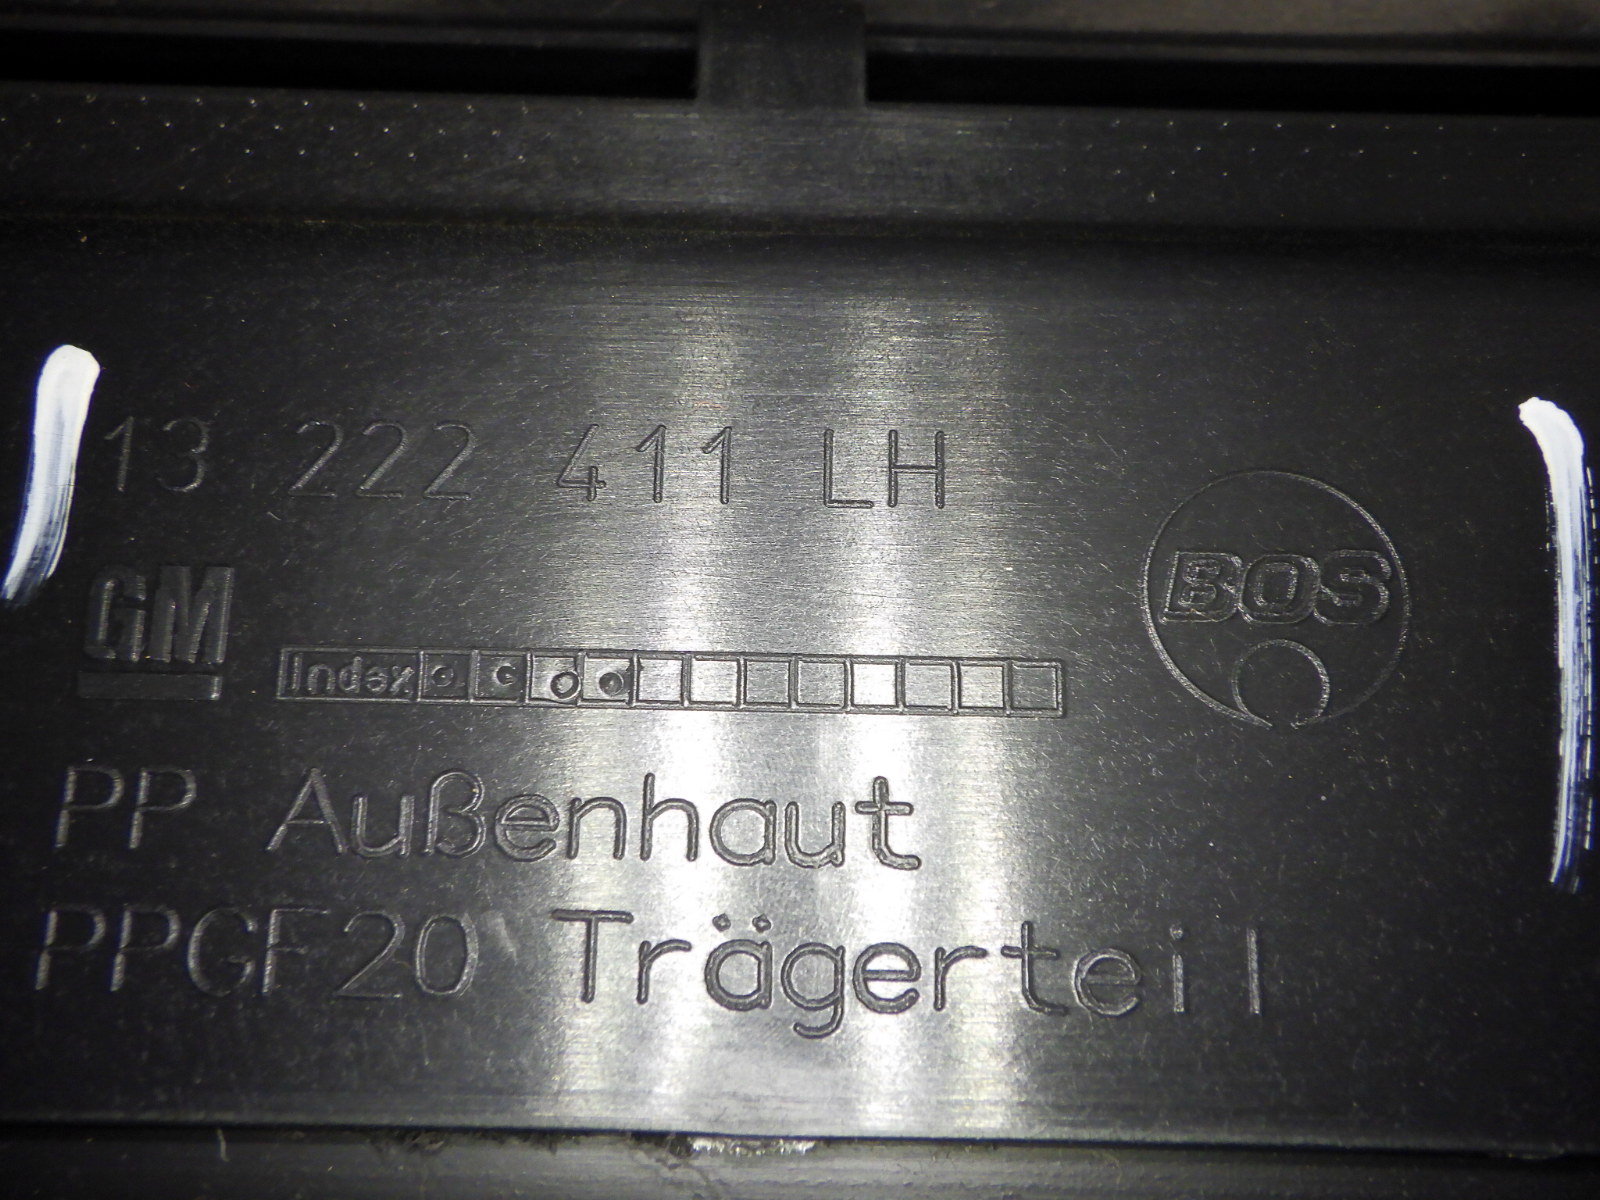 13 222 411 LH
GM
BOS
Index
PP Außenhaut
PPGF20 Trägerteil